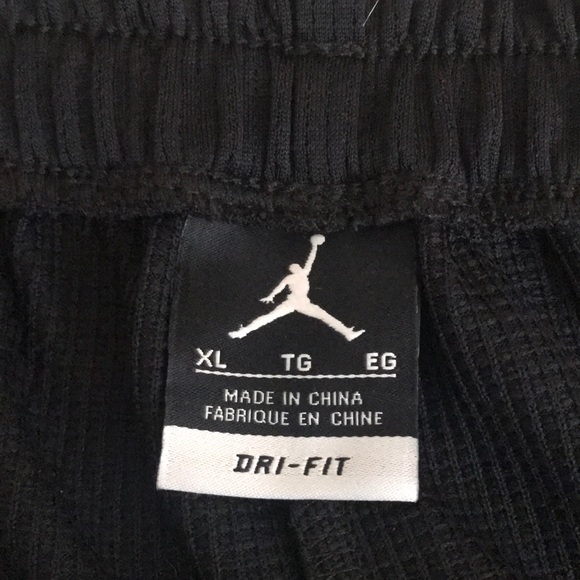 XL TG EG
MADE IN CHINA
FABRIQUE EN CHINE
DRI-FIT